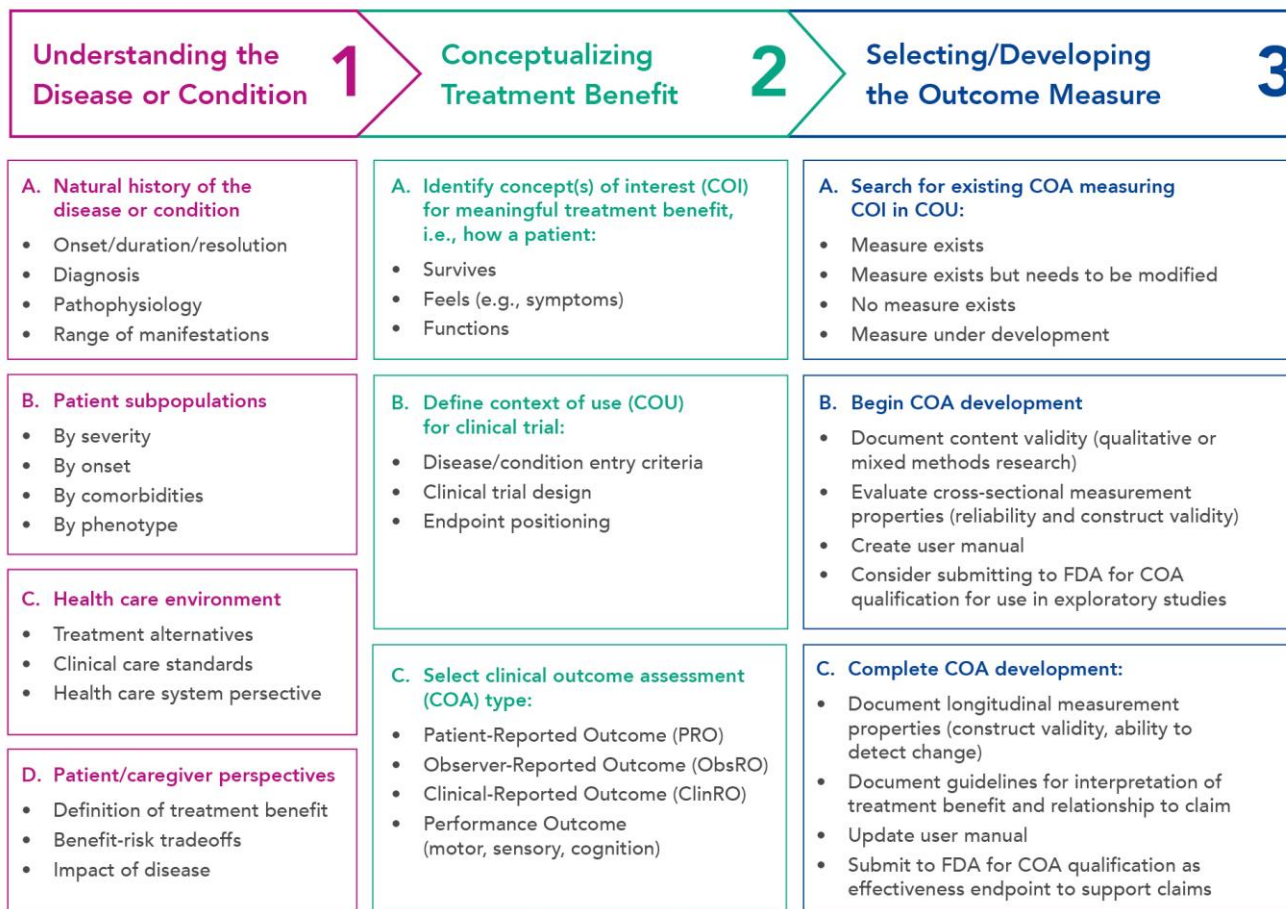 Understanding the
Disease or Condition
1
Conceptualizing
Treatment Benefit
2
Selecting/Developing
the Outcome Measure
3
A. Natural history of the
disease or condition
• Onset/duration/resolution
• Diagnosis
• Pathophysiology
• Range of manifestations
B. Patient subpopulations
• By severity
• By onset
• By comorbidities
• By phenotype
C. Health care environment
• Treatment alternatives
• Clinical care standards
• Health care system persective
D. Patient/caregiver perspectives
• Definition of treatment benefit
• Benefit-risk tradeoffs
• Impact of disease
A. Identify concept(s) of interest (COI)
for meaningful treatment benefit,
i.e., how a patient:
• Survives
• Feels (e.g., symptoms)
• Functions
B. Define context of use (COU)
for clinical trial:
• Disease/condition entry criteria
• Clinical trial design
• Endpoint positioning
C. Select clinical outcome assessment
(COA) type:
• Patient-Reported Outcome (PRO)
• Observer-Reported Outcome (ObsRO)
• Clinical-Reported Outcome (ClinRO)
• Performance Outcome
(motor, sensory, cognition)
A. Search for existing COA measuring
COI in COU:
• Measure exists
• Measure exists but needs to be modified
• No measure exists
• Measure under development
B. Begin COA development
• Document content validity (qualitative or
mixed methods research)
• Evaluate cross-sectional measurement
properties (reliability and construct validity)
• Create user manual
• Consider submitting to FDA for COA
qualification for use in exploratory studies
C. Complete COA development:
• Document longitudinal measurement
properties (construct validity, ability to
detect change)
• Document guidelines for interpretation of
treatment benefit and relationship to claim
• Update user manual
• Submit to FDA for COA qualification as
effectiveness endpoint to support claims